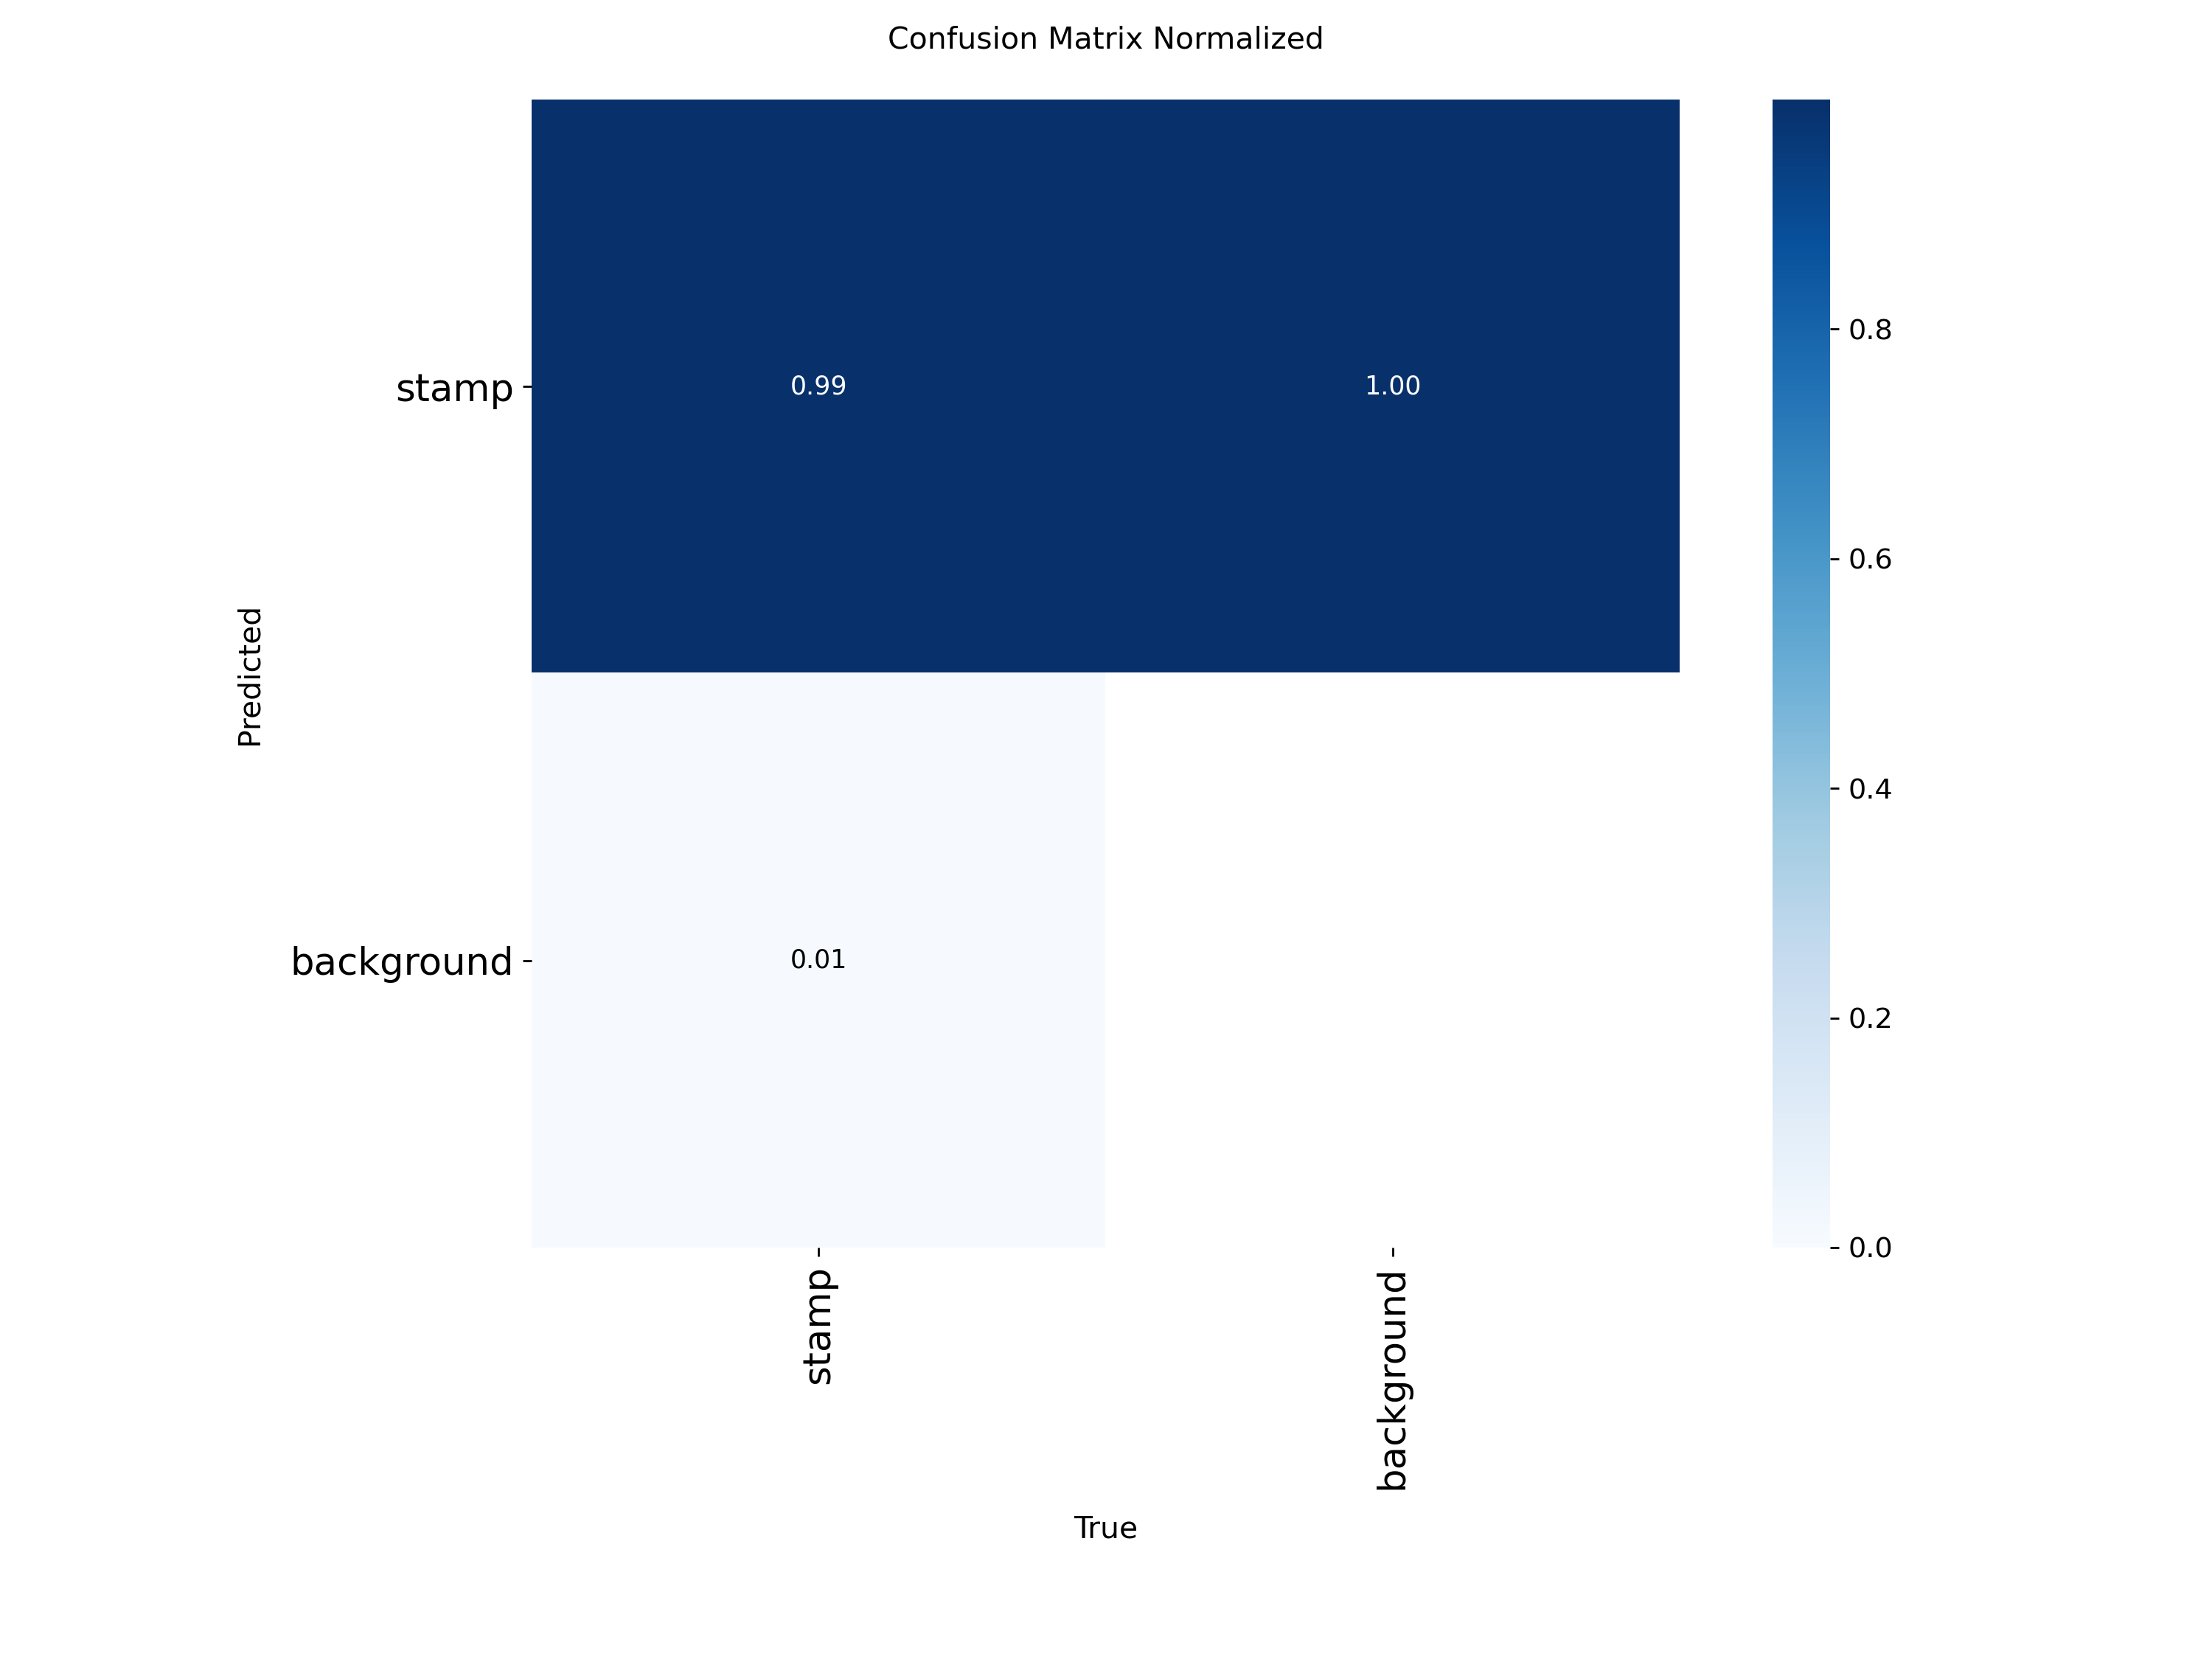 Confusion Matrix Normalized
stamp
0.99
1.00
0.8
0.6
Predicted
0.4
background
0.01
0.2
0.0
stamp
background
True